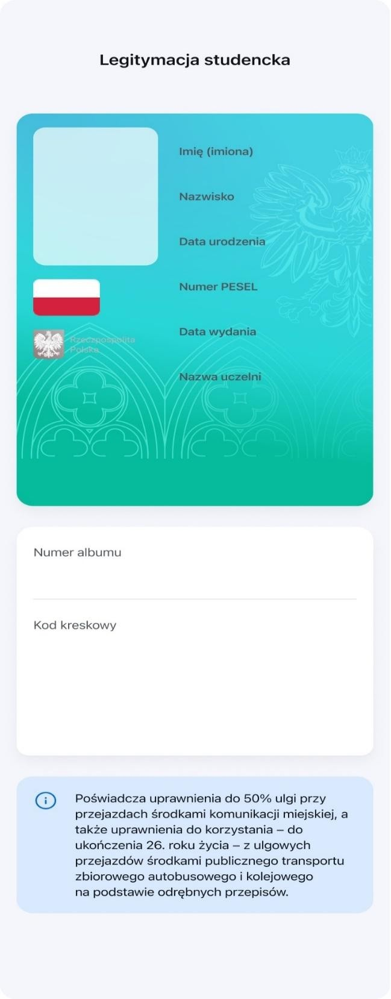 Legitymacja studencka
Imię (imiona)
Nazwisko
Data urodzenia
Numer PESEL
Data wydania
Nazwa uczelni
Rzeczpospolita
Polska
Numer albumu
Kod kreskowy
Poświadcza uprawnienia do 50% ulgi przy
przejazdach środkami komunikacji miejskiej, a
także uprawnienia do korzystania – do
ukończenia 26. roku życia – z ulgowych
przejazdów środkami publicznego transportu
zbiorowego autobusowego i kolejowego
na podstawie odrębnych przepisów.